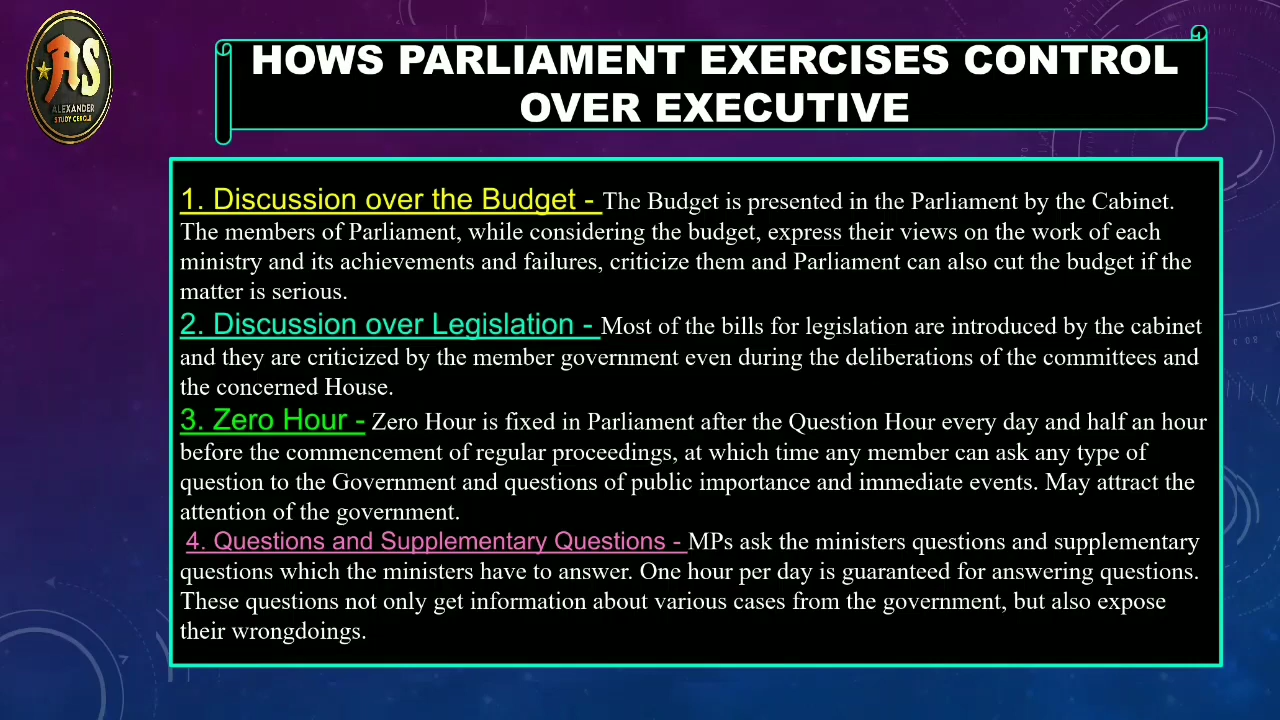 AS
ALEXANDER
STUDY CERCLE
HOWS PARLIAMENT EXERCISES CONTROL
OVER EXECUTIVE
1. Discussion over the Budget - The Budget is presented in the Parliament by the Cabinet.
The members of Parliament, while considering the budget, express their views on the work of each
ministry and its achievements and failures, criticize them and Parliament can also cut the budget if the
matter is serious.
2. Discussion over Legislation - Most of the bills for legislation are introduced by the cabinet
and they are criticized by the member government even during the deliberations of the committees and
the concerned House.
3. Zero Hour - Zero Hour is fixed in Parliament after the Question Hour every day and half an hour
before the commencement of regular proceedings, at which time any member can ask any type of
question to the Government and questions of public importance and immediate events. May attract the
attention of the government.
4. Questions and Supplementary Questions - MPs ask the ministers questions and supplementary
questions which the ministers have to answer. One hour per day is guaranteed for answering questions.
These questions not only get information about various cases from the government, but also expose
their wrongdoings.